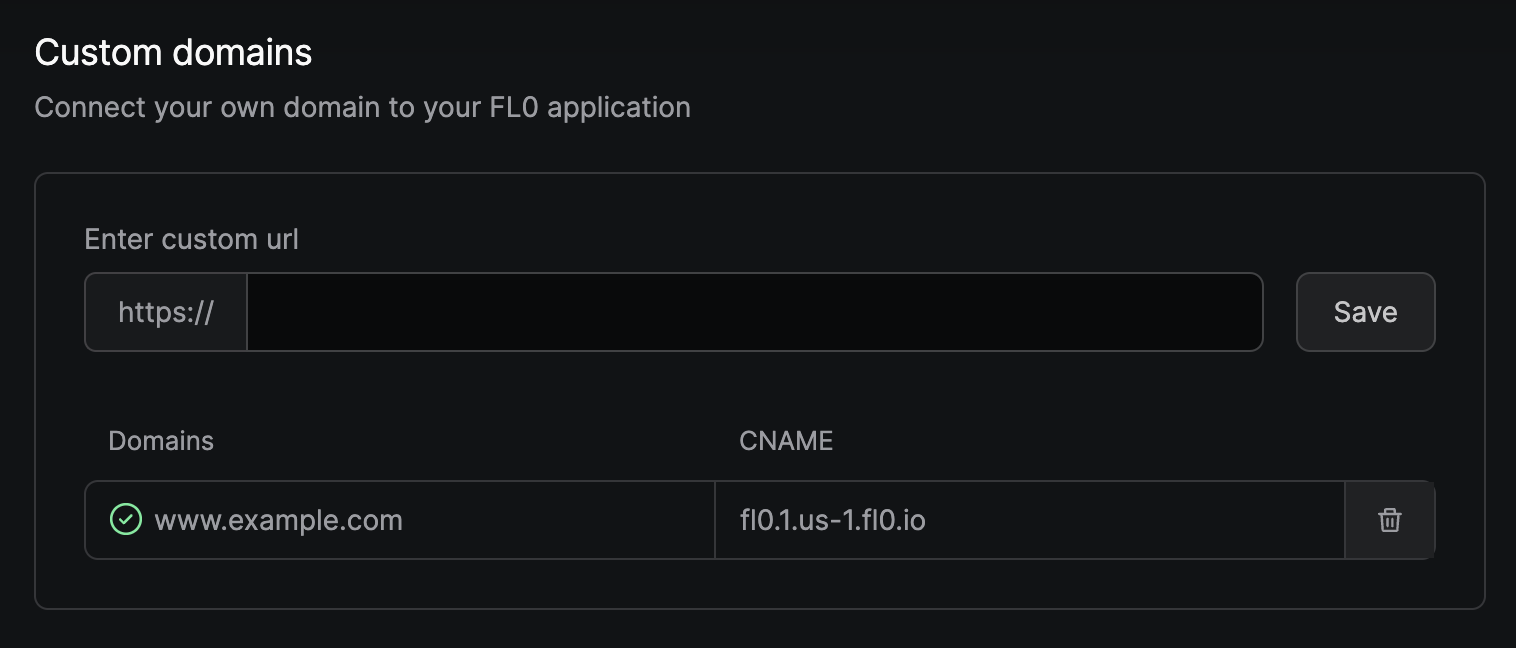 Custom domains
Connect your own domain to your FL0 application
Enter custom url
https://
Save
Domains
CNAME
www.example.com
fl0.1.us-1.fl0.io